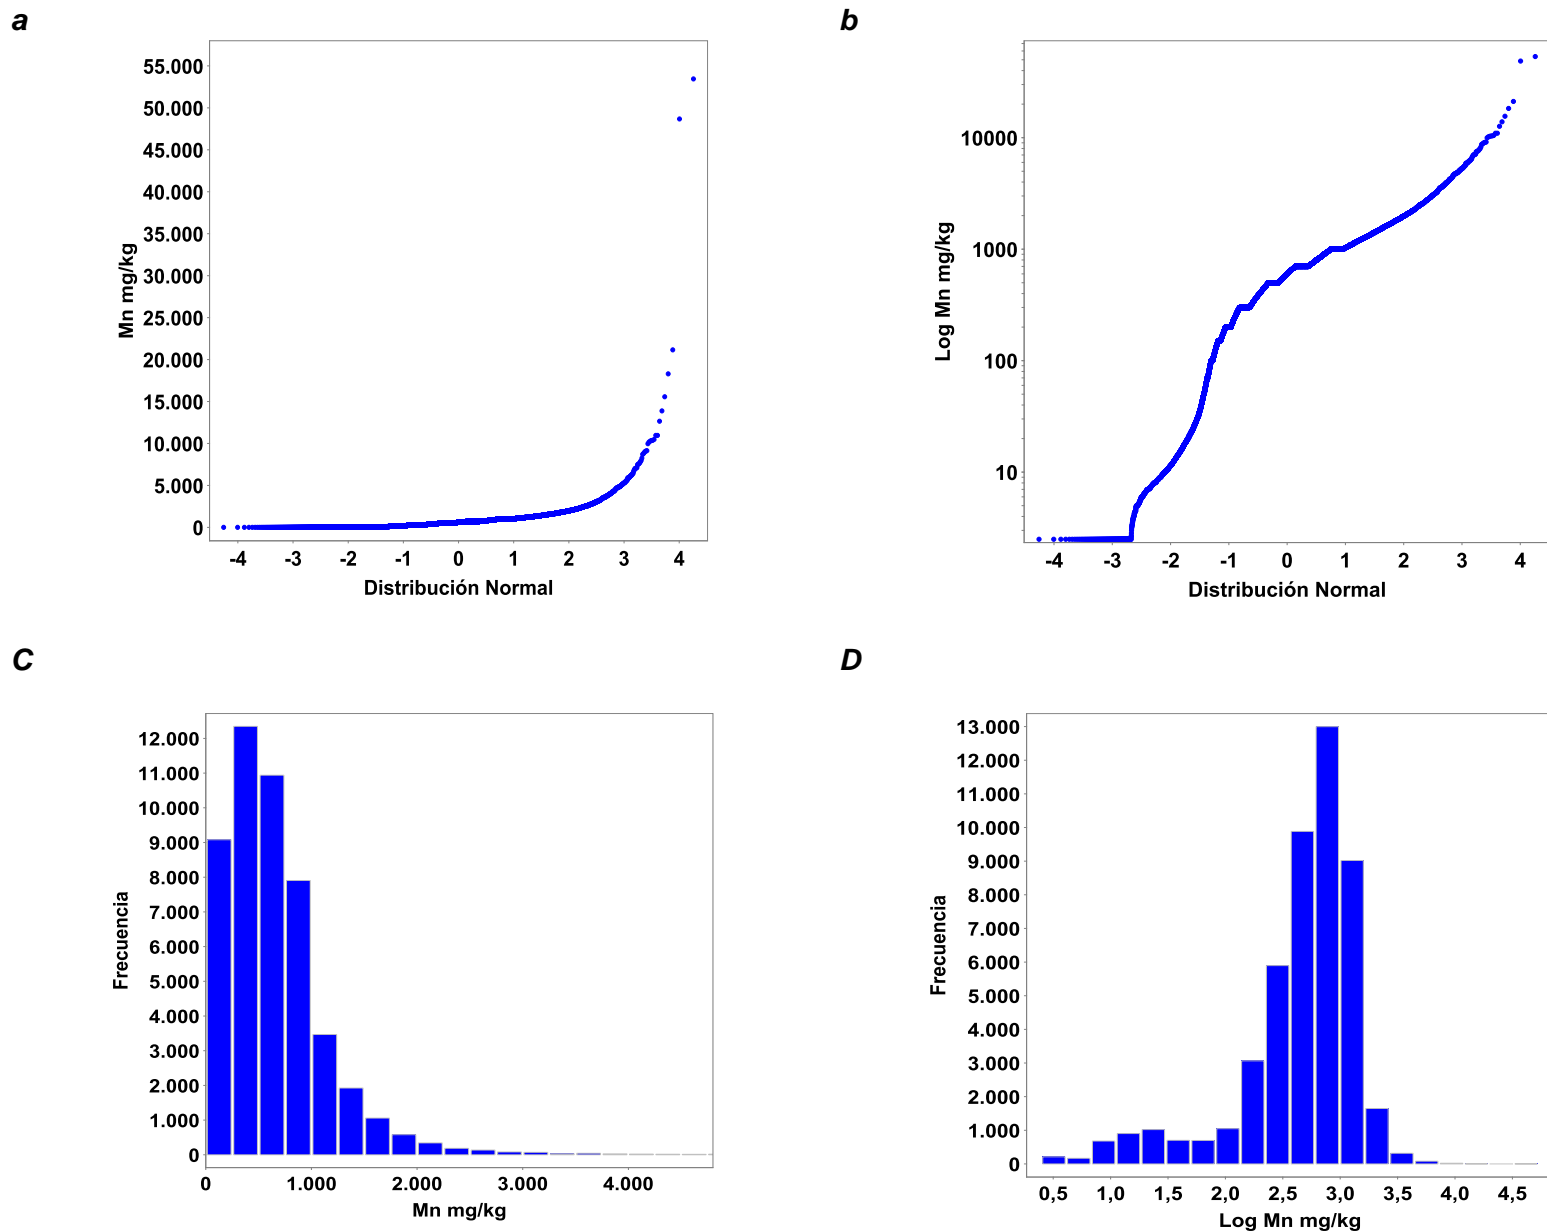 a
55.000
50.000
45.000
40.000
35.000
30.000
25.000
20.000
15.000
10.000
5.000
0
Mn mg/kg
-4 -3 -2 -1 0 1 2 3 4
Distribución Normal
b
10000
1000
100
10
Log Mn mg/kg
-4 -3 -2 -1 0 1 2 3 4
Distribución Normal
C
12.000
11.000
10.000
9.000
8.000
7.000
6.000
5.000
4.000
3.000
2.000
1.000
0
Frecuencia
0 1.000 2.000 3.000 4.000
Mn mg/kg
D
13.000
12.000
11.000
10.000
9.000
8.000
7.000
6.000
5.000
4.000
3.000
2.000
1.000
0
Frecuencia
0,5 1,0 1,5 2,0 2,5 3,0 3,5 4,0 4,5
Log Mn mg/kg